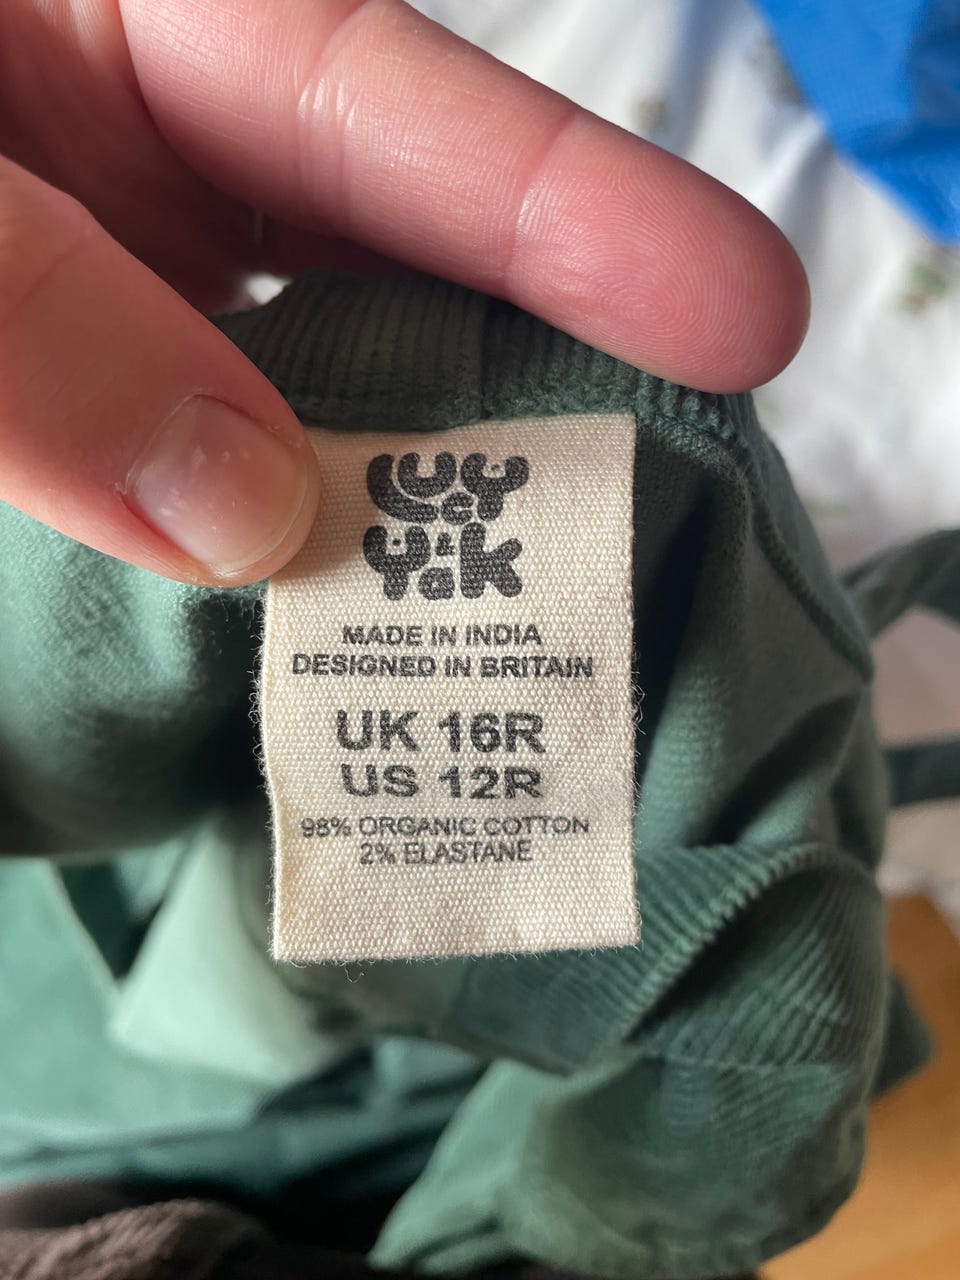 LUCY
& YaK
MADE IN INDIA
DESIGNED IN BRITAIN
UK 16R
US 12R
98% ORGANIC COTTON
2% ELASTANE